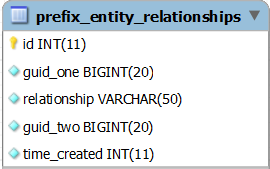 prefix_entity_relationships
id INT(11)
guid_one BIGINT(20)
relationship VARCHAR(50)
guid_two BIGINT(20)
time_created INT(11)